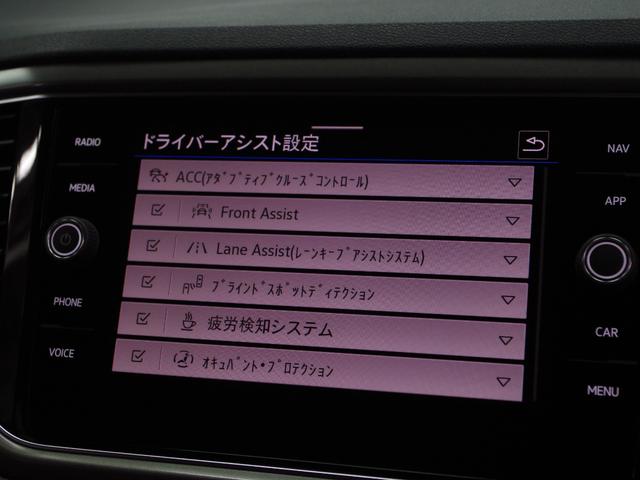 RADIO
ドライバーアシスト設定
NAV
MEDIA
ACC(ｱﾀﾞﾌﾟﾃｨﾌﾞｸﾙｰｽﾞｺﾝﾄﾛｰﾙ)
APP
Front Assist
Lane Assist(ﾚｰﾝｷｰﾌﾟｱｼｽﾄｼｽﾃﾑ)
PHONE
ﾌﾞﾗｲﾝﾄﾞｽﾎﾟｯﾄﾃﾞｨﾃｸｼｮﾝ
CAR
VOICE
疲労検知システム
ｵｷｭﾊﾟﾝﾄ・ﾌﾟﾛﾃｸｼｮﾝ
MENU